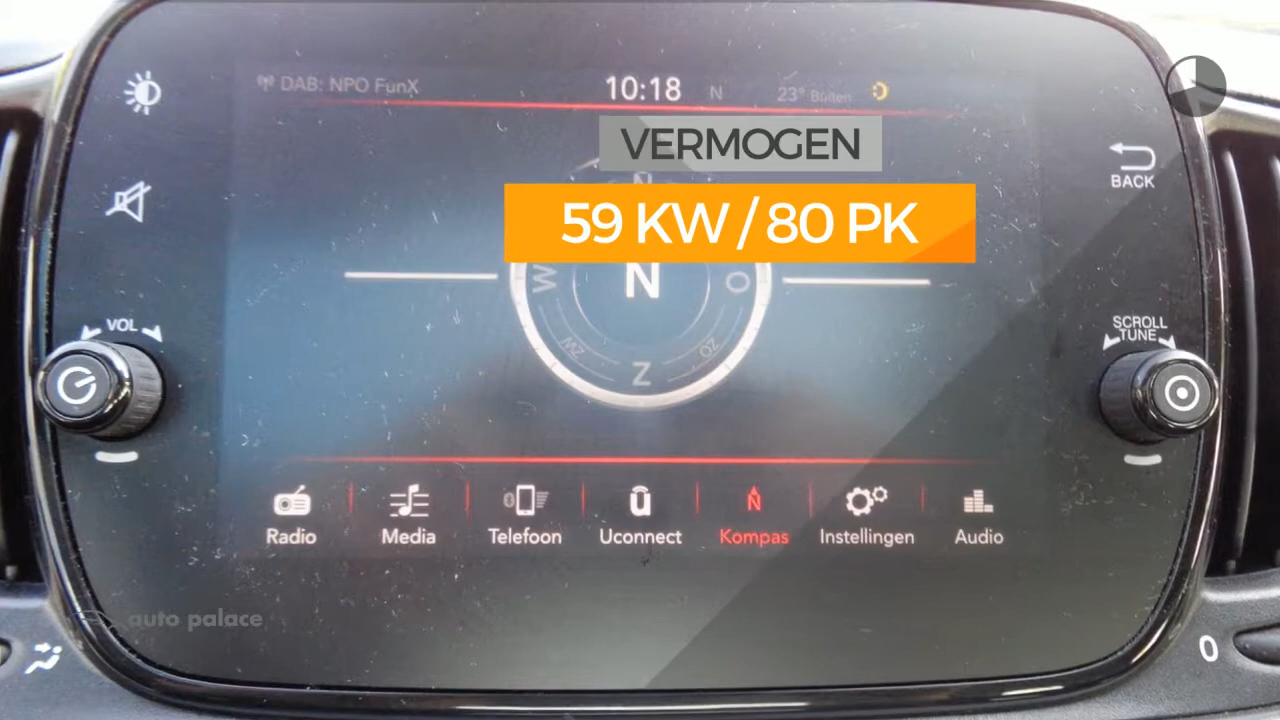 DAB: NPO FunX 10:18 N 23° Buiten
VERMOGEN
BACK
N
59 KW / 80 PK
W N O
ZW Z ZO
VOL
SCROLL
TUNE
Radio Media Telefoon Uconnect Kompas Instellingen Audio
auto palace
0